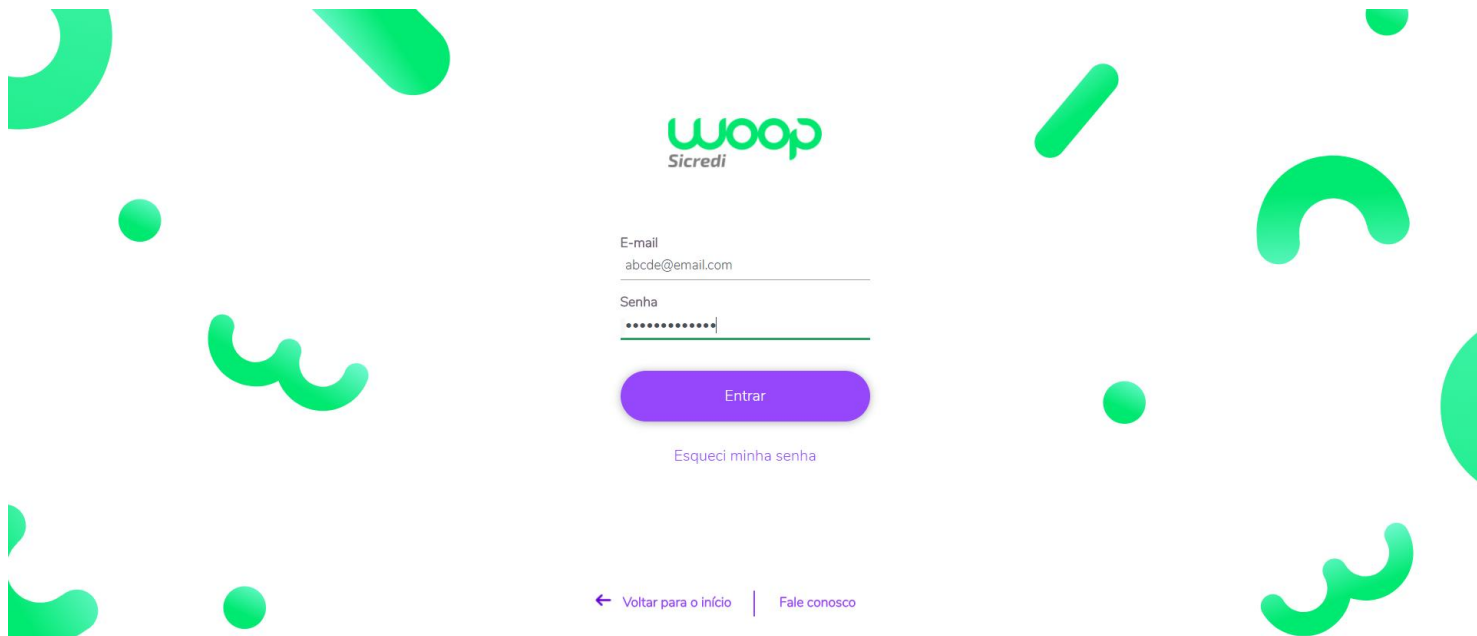 woop
Sicredi
E-mail
abcde@email.com
Senha
•••••••••••••
Entrar
Esqueci minha senha
← Voltar para o início | Fale conosco